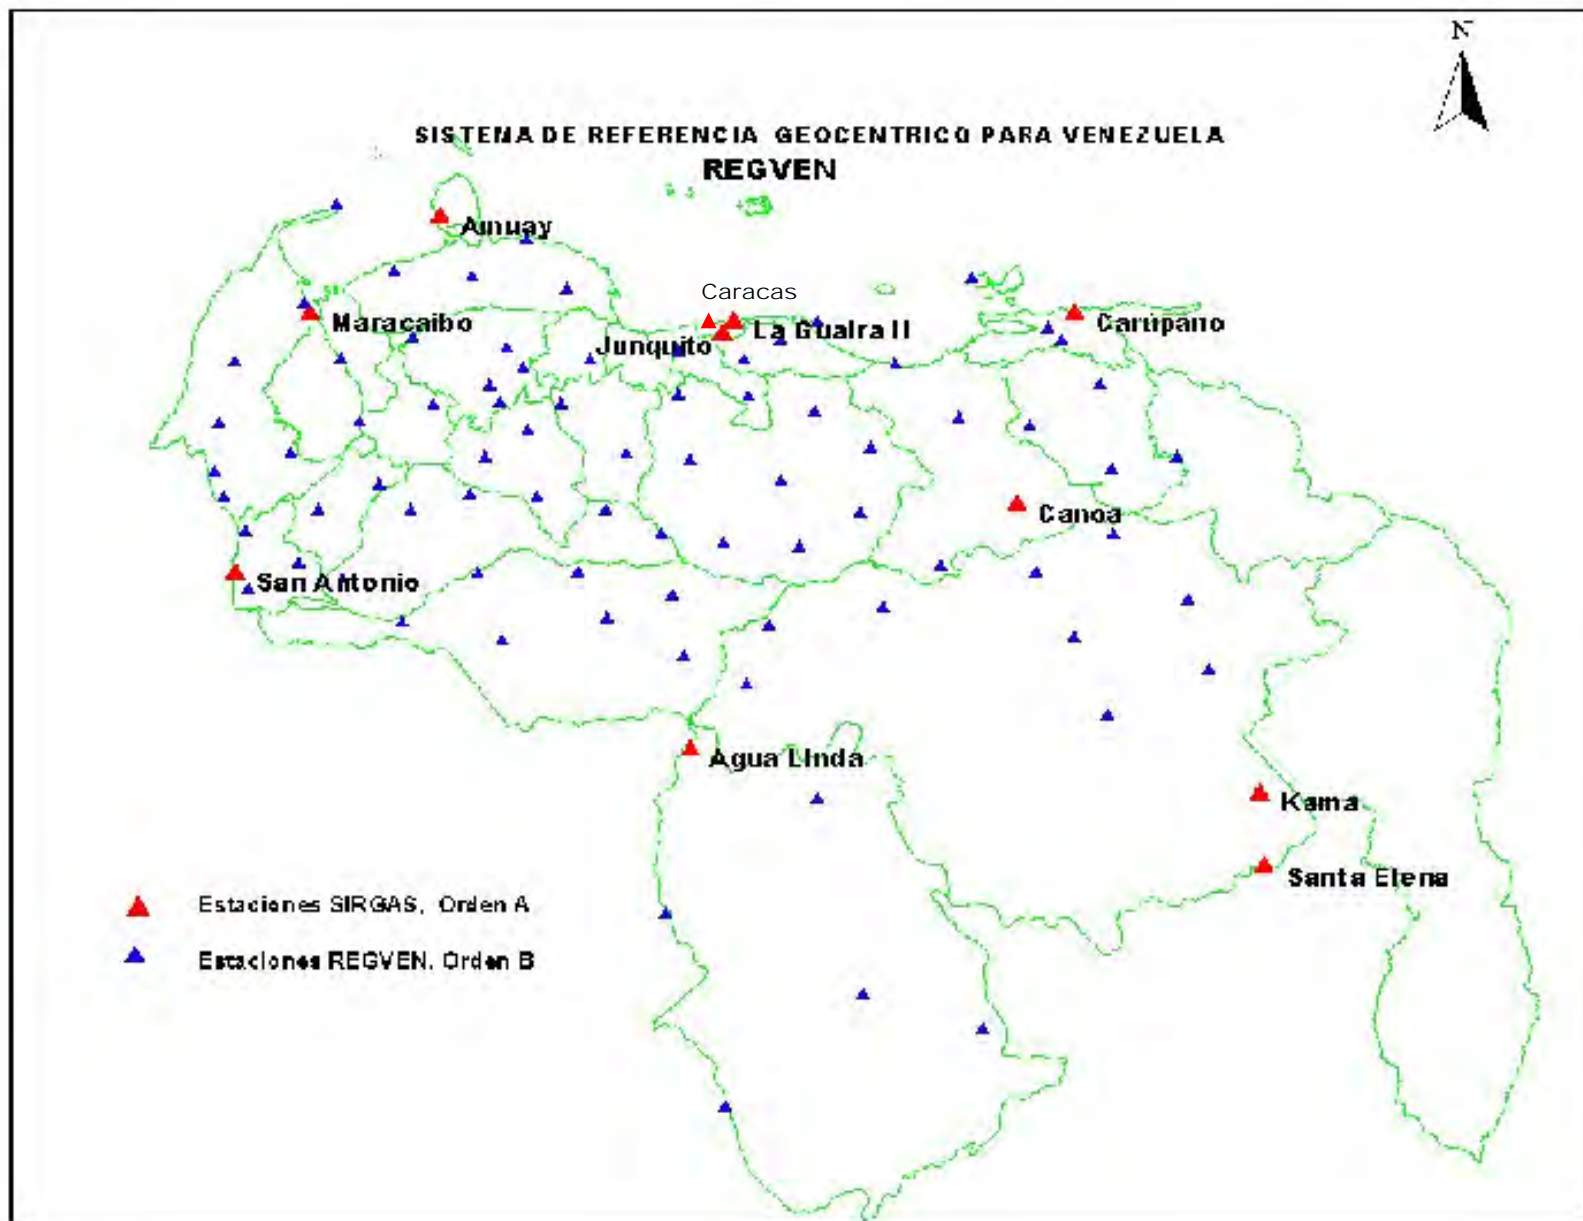 N
SISTEMA DE REFERENCIA GEOCENTRICO PARA VENEZUELA
REGVEN
Amuay
Caracas
Maracaibo
La Guaira II
Carúpano
Junquito
Canoa
San Antonio
Agua Linda
Kama
Santa Elena
Estaciones SIRGAS, Orden A
Estaciones REGVEN. Orden B